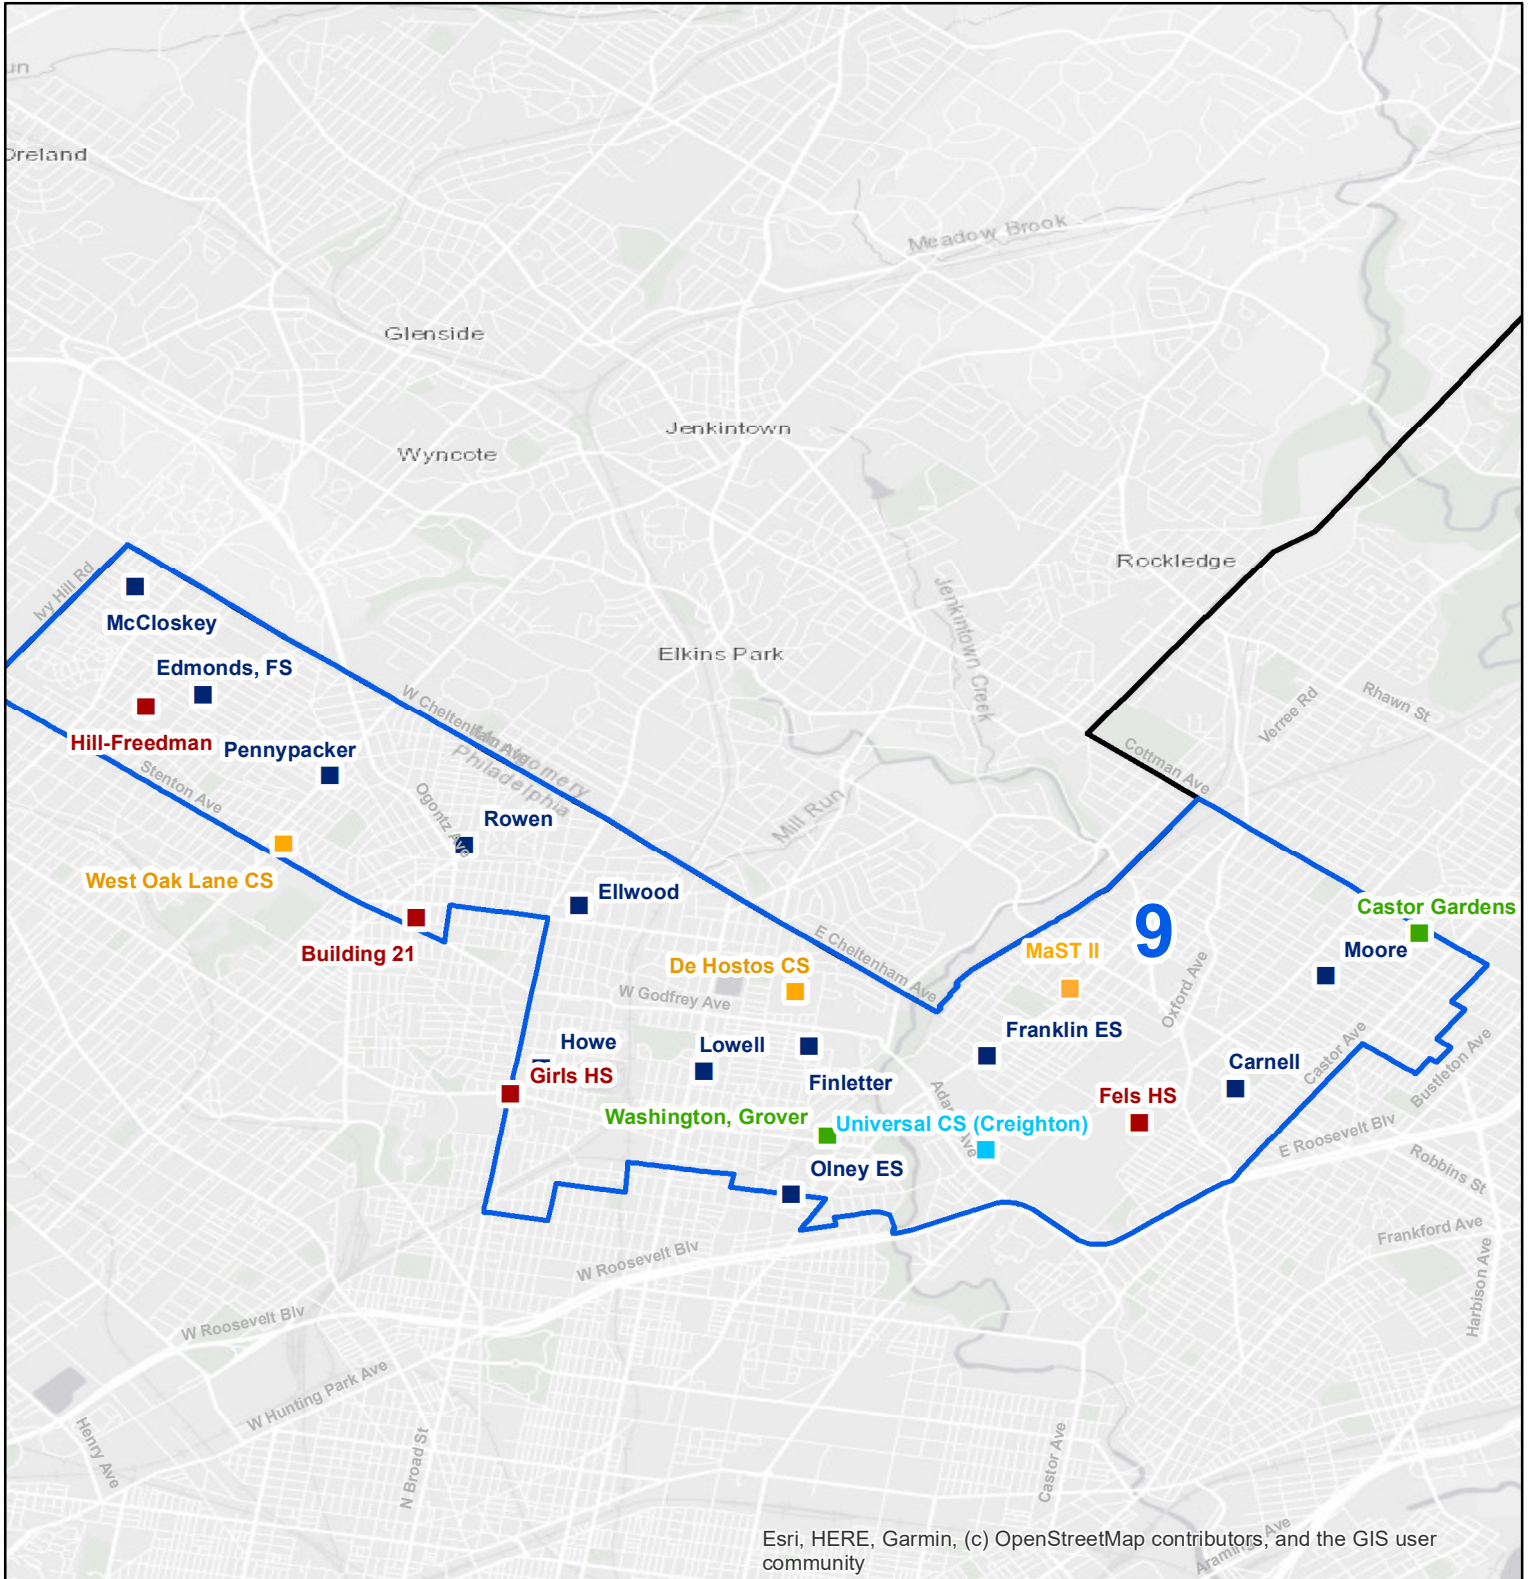 Oreland
Meadow Brook
Glenside
Jenkintown
Wyncote
Rockledge
Ivy Hill Rd
McCloskey
Jenkintown Creek
Elkins Park
Edmonds, FS
W Cheltenham Ave
Verree Rd
Rhawn St
Hill-Freedman
Pennypacker
Montgomery
Philadelphia
Cottman Ave
Stenton Ave
Ogontz Ave
Rowen
Mill Run
West Oak Lane CS
Ellwood
9
Castor Gardens
Building 21
E Cheltenham Ave
MaST II
Moore
De Hostos CS
W Godfrey Ave
Oxford Ave
Franklin ES
Howe
Lowell
Girls HS
Finletter
Castor Ave
Carnell
Bustleton Ave
Fels HS
Washington, Grover
Universal CS (Creighton)
E Roosevelt Blv
Olney ES
Robbins St
Frankford Ave
W Roosevelt Blv
Harbison Ave
W Roosevelt Blv
W Hunting Park Ave
Henry Ave
N Broad St
Castor Ave
Esri, HERE, Garmin, (c) OpenStreetMap contributors, and the GIS user
community